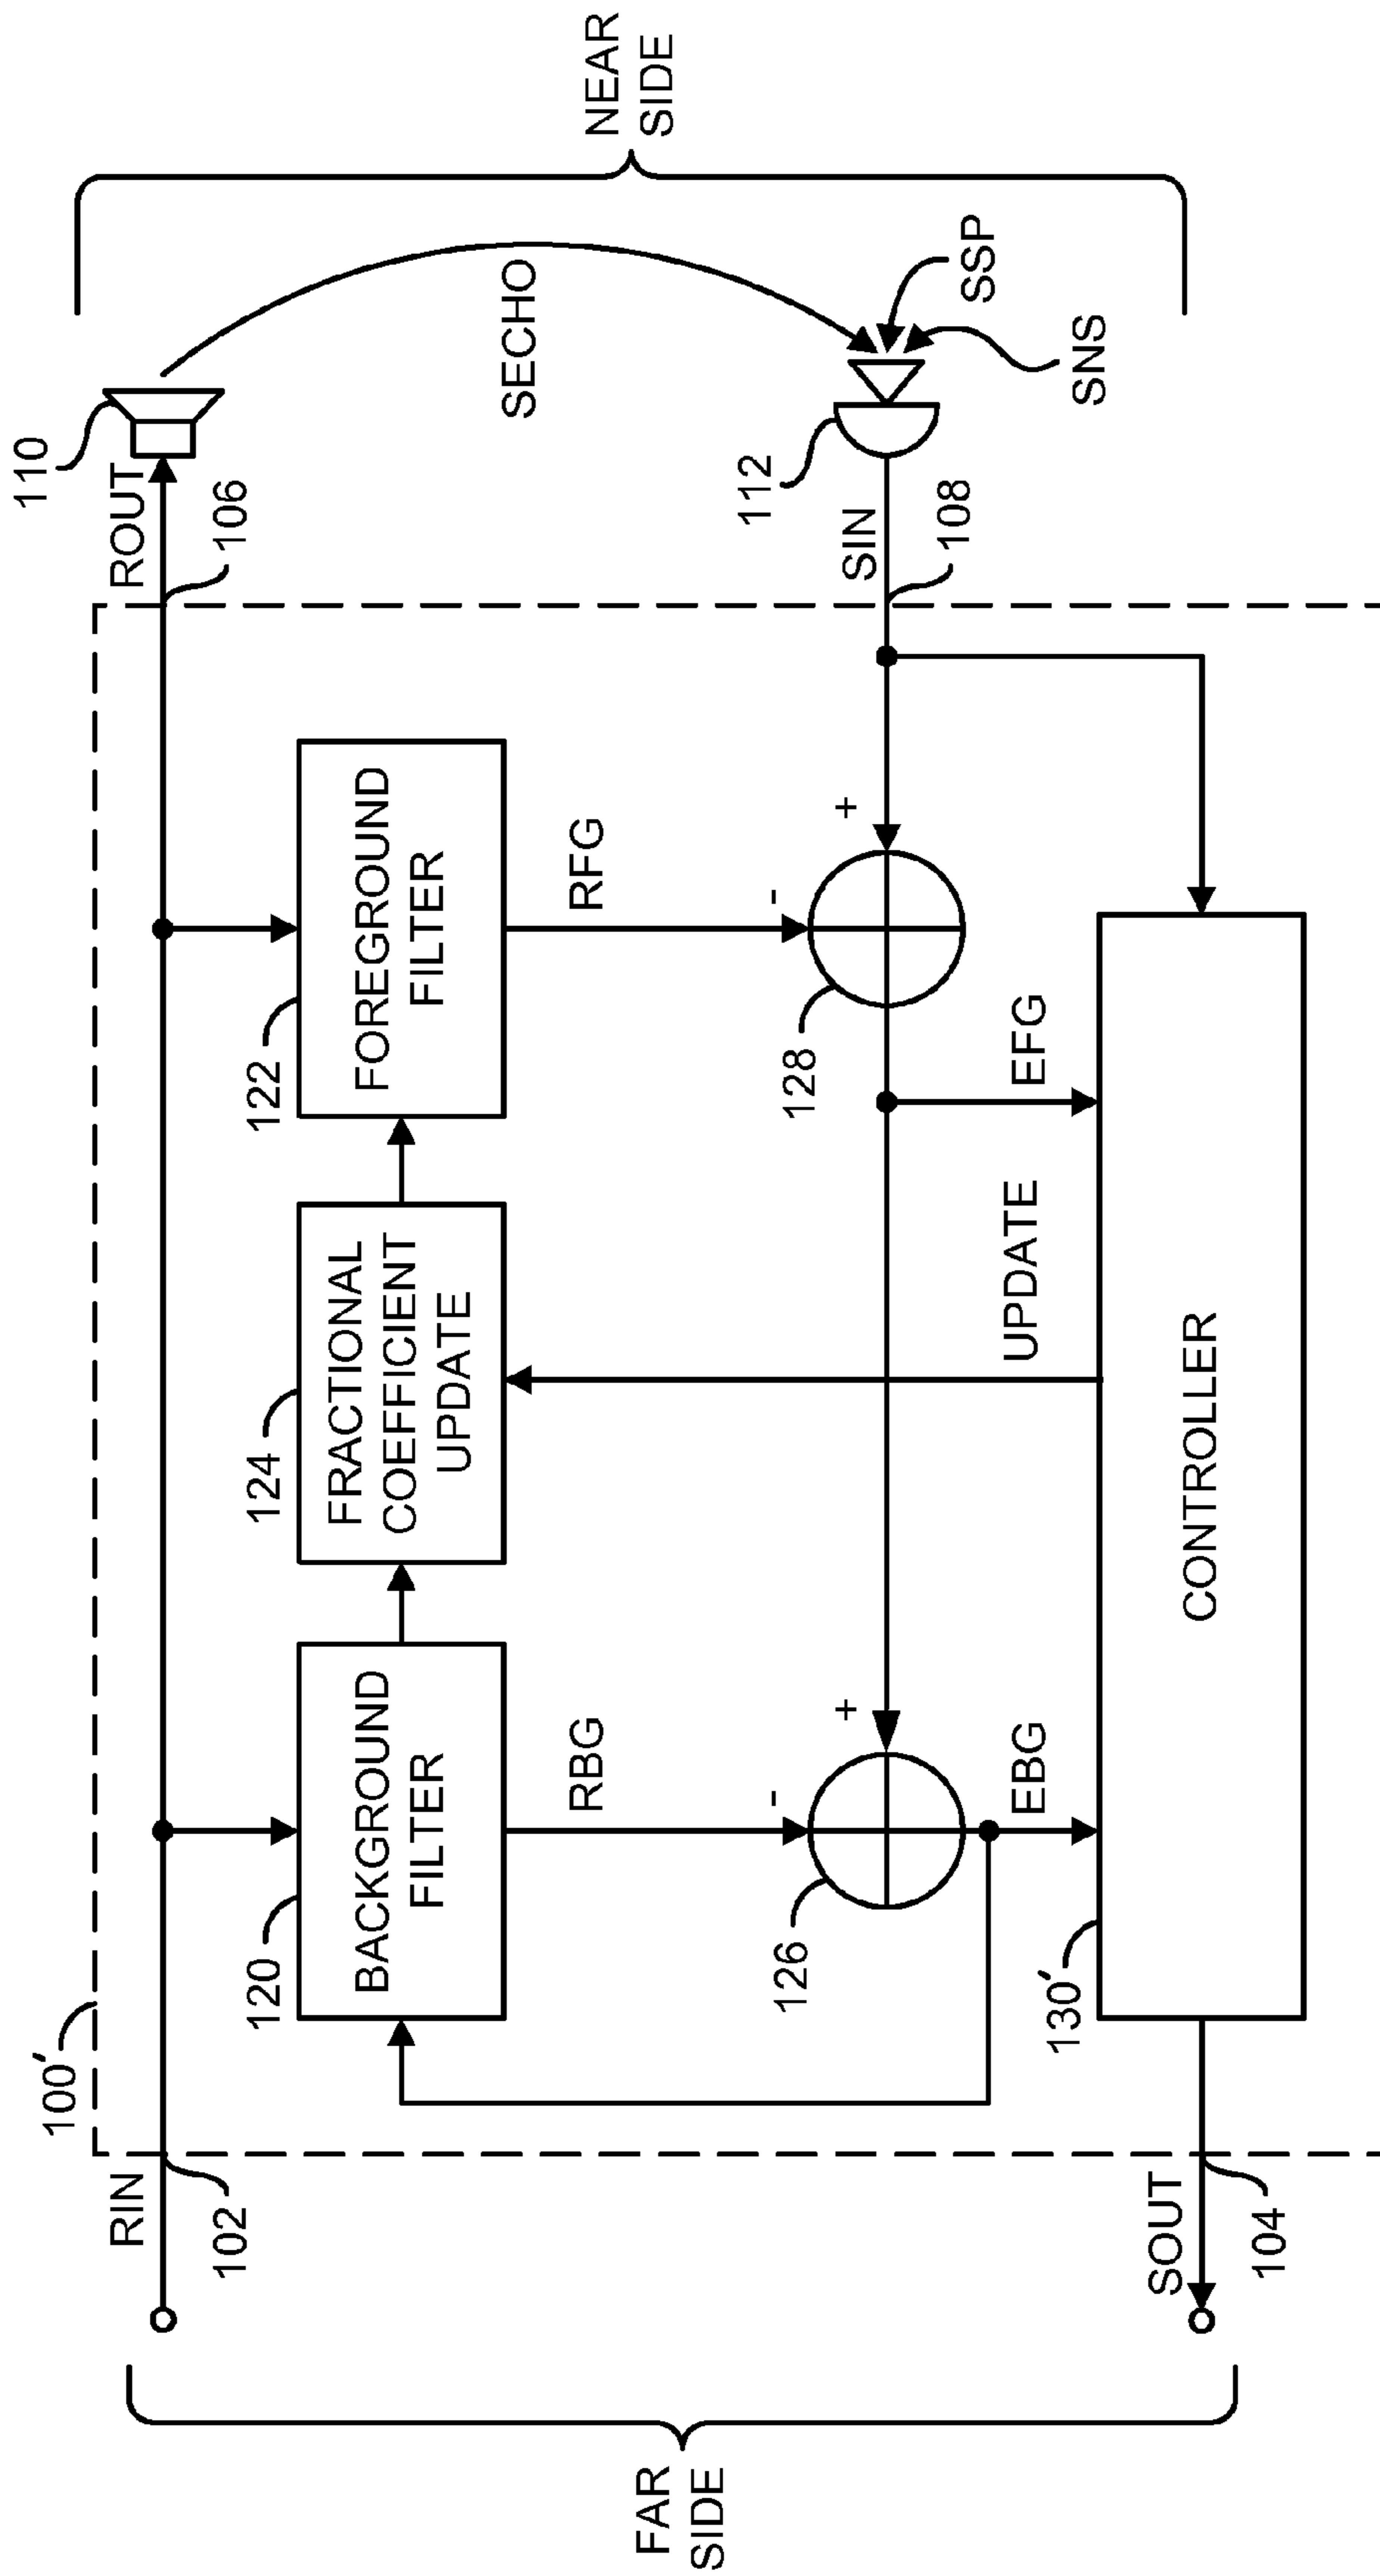 100′
RIN
102
ROUT
106
110
120
BACKGROUND
FILTER
124
FRACTIONAL
COEFFICIENT
UPDATE
122
FOREGROUND
FILTER
SECHO
NEAR
SIDE
FAR
SIDE
RBG
RFG
-
+
-
+
126
128
112
SIN
108
SSP
SNS
EBG
UPDATE
EFG
130′
CONTROLLER
SOUT
104